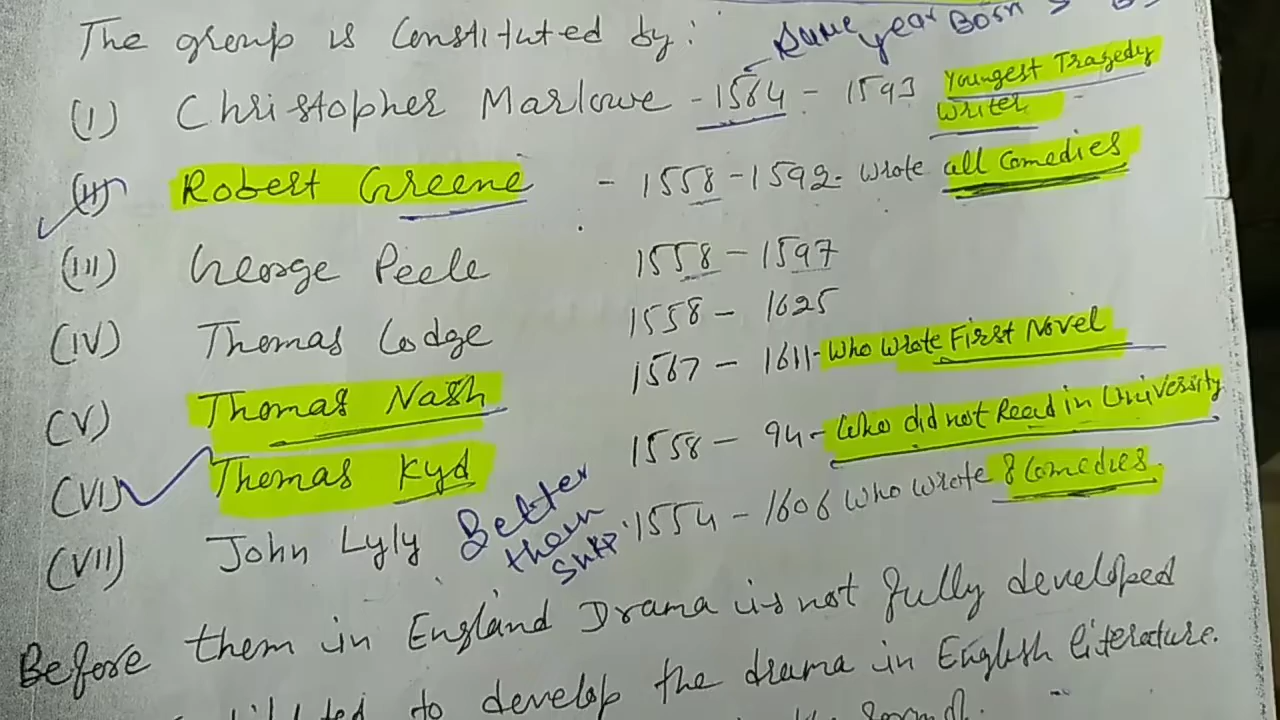 The group is Constituted by:
Same year Born
(I) Christopher Marlowe - 1564 - 1593 Youngest Tragedy Writer
(II) Robert Greene - 1558 - 1592 - wrote all Comedies
(III) George Peele 1558 - 1597
(IV) Thomas Lodge 1558 - 1625
(V) Thomas Nash 1567 - 1611 - Who Wrote First Novel
(VI) Thomas Kyd 1558 - 94 - Who did not Read in University
(VII) John Lyly 1554 - 1606 Who wrote 8 Comedies.
Better
then
Before them in England Drama is not fully developed
to develop the drama in English literature.